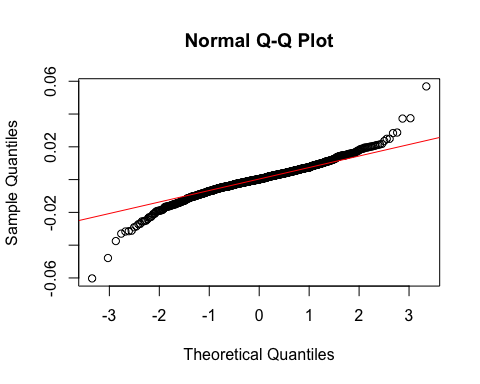 Normal Q-Q Plot
Sample Quantiles
0.06
0.02
-0.02
-0.06
-3 -2 -1 0 1 2 3
Theoretical Quantiles